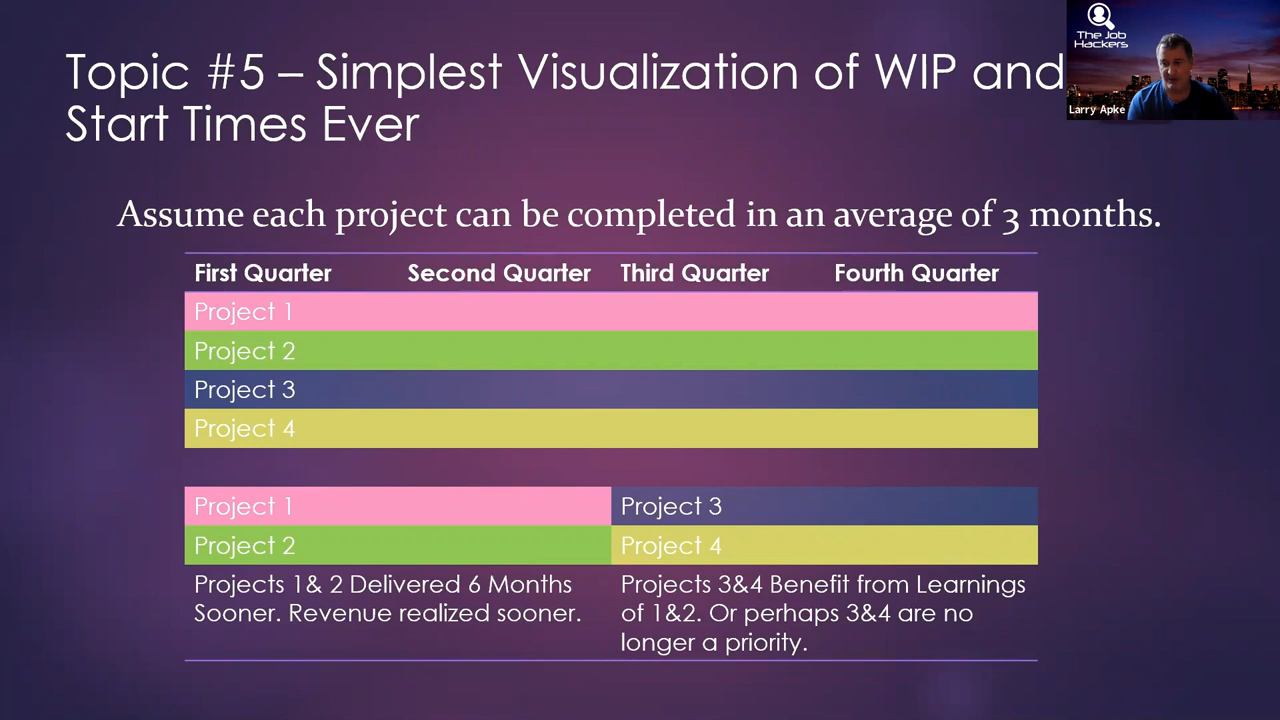 Topic #5 – Simplest Visualization of WIP and
Start Times Ever
The Job
Hackers
Larry Apke
Assume each project can be completed in an average of 3 months.
First Quarter Second Quarter Third Quarter Fourth Quarter
Project 1
Project 2
Project 3
Project 4
Project 1 Project 3
Project 2 Project 4
Projects 1& 2 Delivered 6 Months
Sooner. Revenue realized sooner.
Projects 3&4 Benefit from Learnings
of 1&2. Or perhaps 3&4 are no
longer a priority.